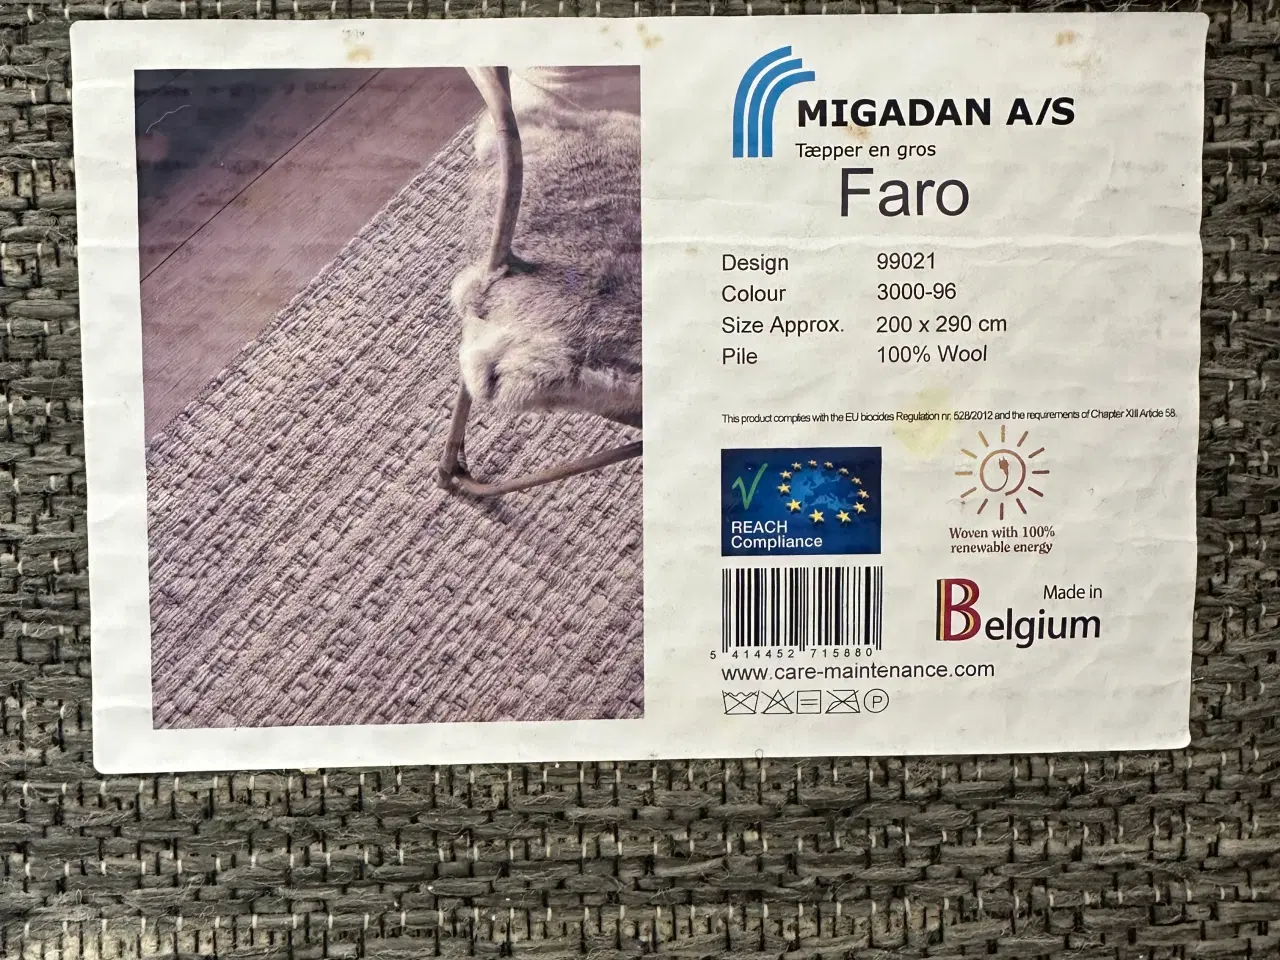 MIGADAN A/S
Tæpper en gros
Faro
Design 99021
Colour 3000-96
Size Approx. 200 x 290 cm
Pile 100% Wool
This product complies with the EU biocides Regulation nr. 528/2012 and the requirements of Chapter XIII Article 58.
REACH
Compliance
Woven with 100%
renewable energy
Made in
Belgium
5 414452 715880
www.care-maintenance.com
P